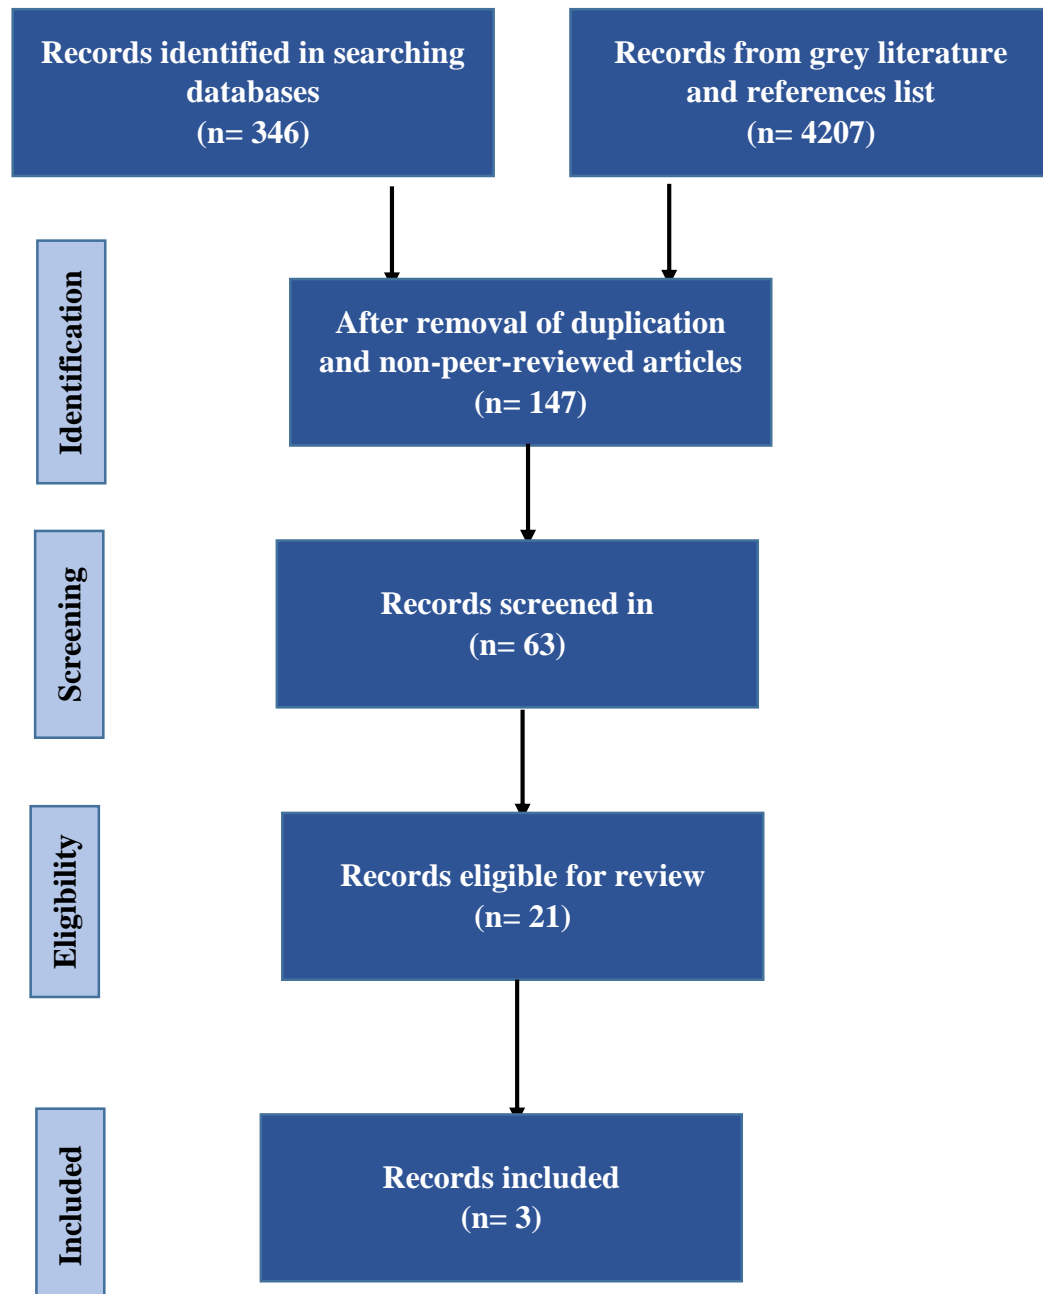 Records identified in searching
databases
(n= 346)
Records from grey literature
and references list
(n= 4207)
Identification
After removal of duplication
and non-peer-reviewed articles
(n= 147)
Screening
Records screened in
(n= 63)
Eligibility
Records eligible for review
(n= 21)
Included
Records included
(n= 3)